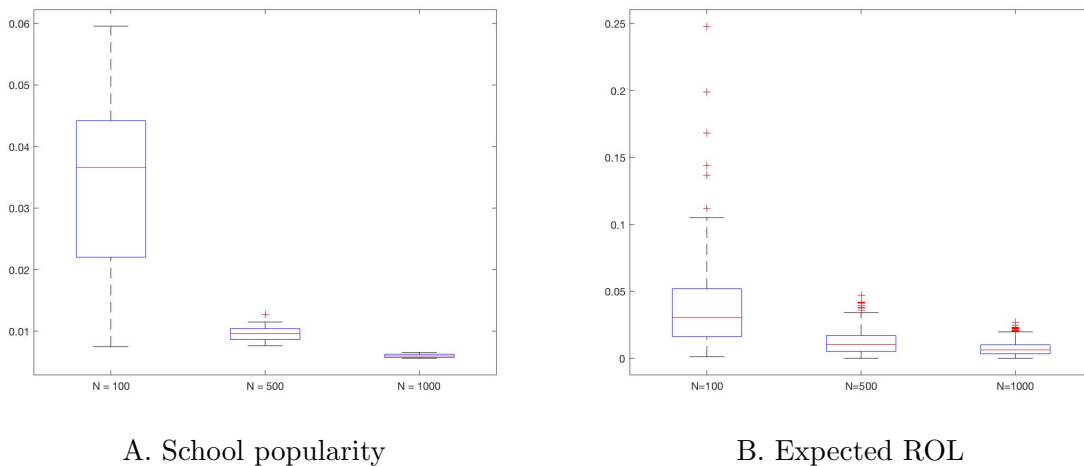 0.06
0.05
0.04
0.03
0.02
0.01
N = 100
N = 500
N = 1000
A. School popularity
0.25
0.2
0.15
0.1
0.05
0
N=100
N=500
N=1000
B. Expected ROL